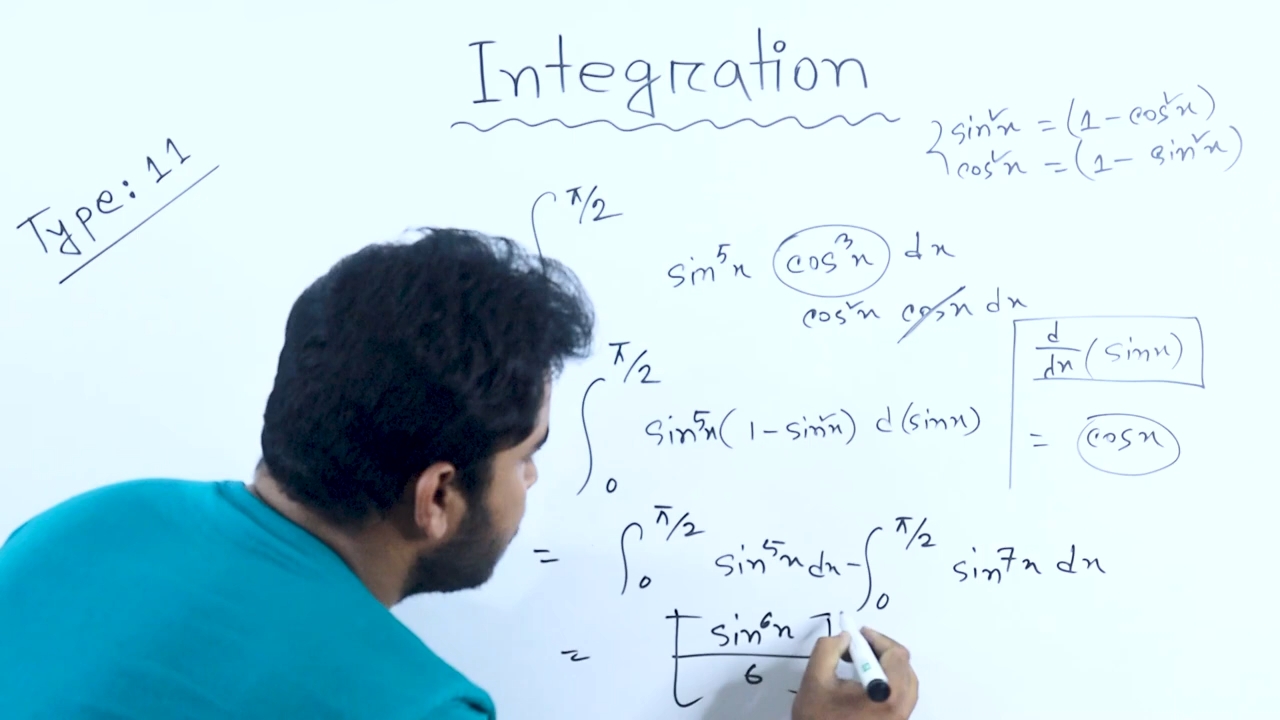 Integration
Type: 11
sin²x = (1 - cos²x)
cos²x = (1 - sin²x)
∫ π/2 sin⁵x cos³x dx
cos²x cosx dx
d/dx (sinx)
= cosx
∫₀ π/2 sin⁵x (1 - sin²x) d(sinx)
= ∫₀ π/2 sin⁵x dx - ∫₀ π/2 sin⁷x dx
= [ sin⁶x / 6 ]